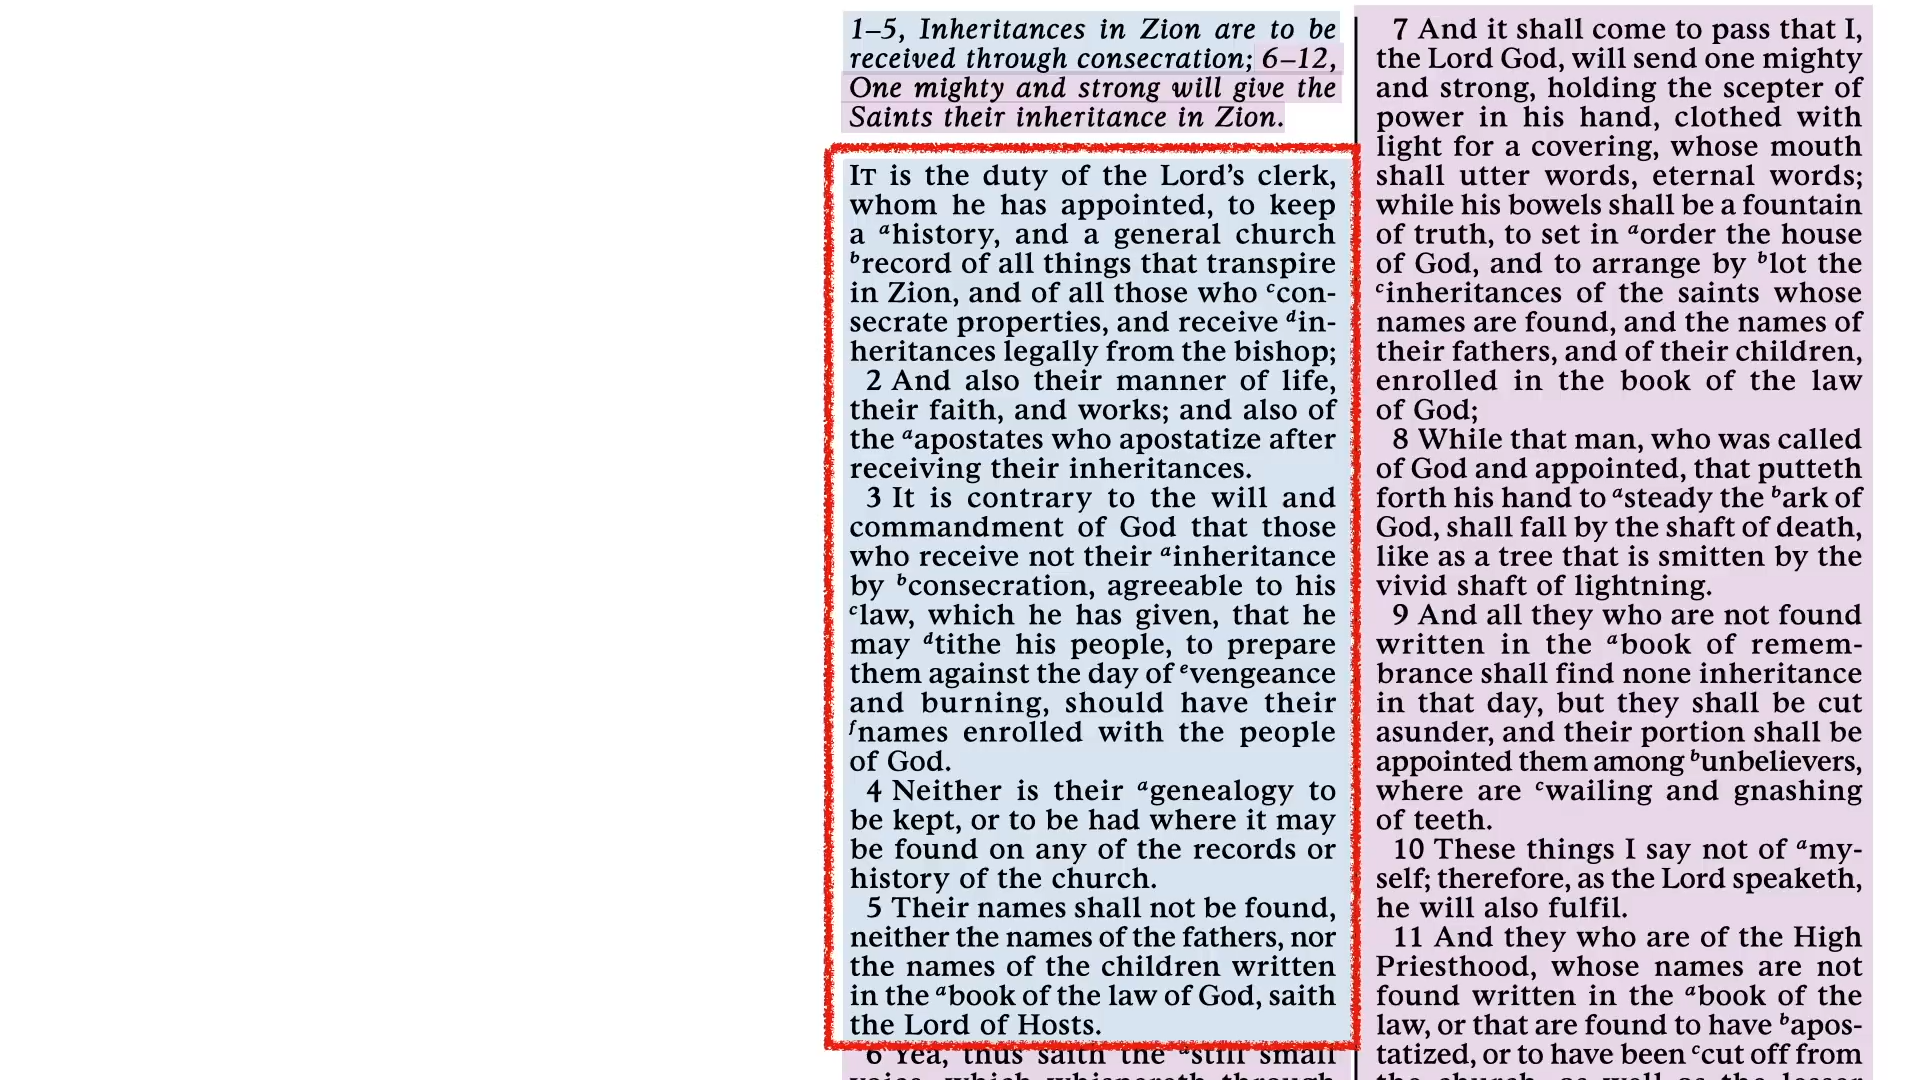 1–5, Inheritances in Zion are to be
received through consecration; 6–12,
One mighty and strong will give the
Saints their inheritance in Zion.
IT is the duty of the Lord’s clerk,
whom he has appointed, to keep
a ᵃhistory, and a general church
ᵇrecord of all things that transpire
in Zion, and of all those who ᶜcon-
secrate properties, and receive ᵈin-
heritances legally from the bishop;
2 And also their manner of life,
their faith, and works; and also of
the ᵃapostates who apostatize after
receiving their inheritances.
3 It is contrary to the will and
commandment of God that those
who receive not their ᵃinheritance
by ᵇconsecration, agreeable to his
ᶜlaw, which he has given, that he
may ᵈtithe his people, to prepare
them against the day of ᵉvengeance
and burning, should have their
ᶠnames enrolled with the people
of God.
4 Neither is their ᵃgenealogy to
be kept, or to be had where it may
be found on any of the records or
history of the church.
5 Their names shall not be found,
neither the names of the fathers, nor
the names of the children written
in the ᵃbook of the law of God, saith
the Lord of Hosts.
6 Yea, thus saith the ᵃstill small
voice, which whispereth through
7 And it shall come to pass that I,
the Lord God, will send one mighty
and strong, holding the scepter of
power in his hand, clothed with
light for a covering, whose mouth
shall utter words, eternal words;
while his bowels shall be a fountain
of truth, to set in ᵃorder the house
of God, and to arrange by ᵇlot the
ᶜinheritances of the saints whose
names are found, and the names of
their fathers, and of their children,
enrolled in the book of the law
of God;
8 While that man, who was called
of God and appointed, that putteth
forth his hand to ᵃsteady the ᵇark of
God, shall fall by the shaft of death,
like as a tree that is smitten by the
vivid shaft of lightning.
9 And all they who are not found
written in the ᵃbook of remem-
brance shall find none inheritance
in that day, but they shall be cut
asunder, and their portion shall be
appointed them among ᵇunbelievers,
where are ᶜwailing and gnashing
of teeth.
10 These things I say not of ᵃmy-
self; therefore, as the Lord speaketh,
he will also fulfil.
11 And they who are of the High
Priesthood, whose names are not
found written in the ᵃbook of the
law, or that are found to have ᵇapos-
tatized, or to have been ᶜcut off from
the church, as well as the lesser